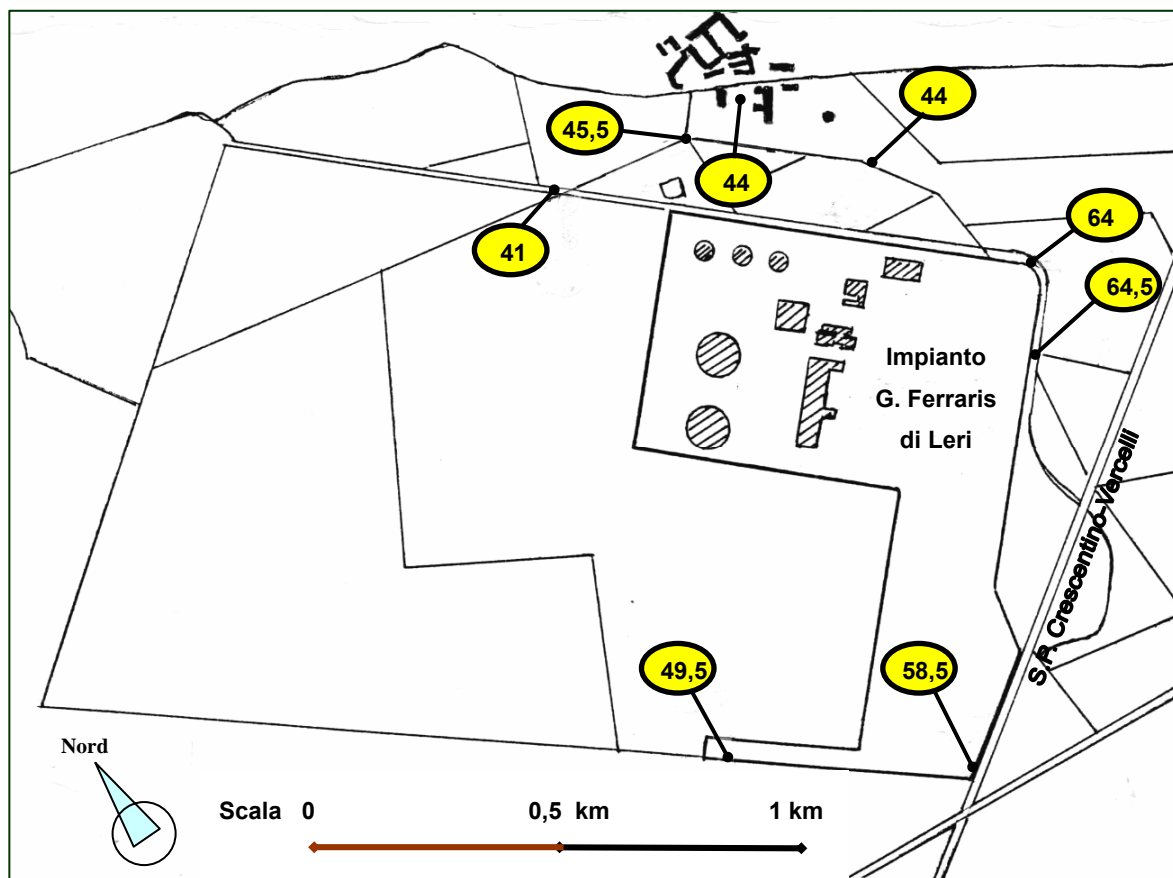 44
45,5
44
64
41
64,5
Impianto
G. Ferraris
di Leri
S.P. Crescentino-Vercelli
49,5
58,5
Nord
Scala 0 0,5 km 1 km